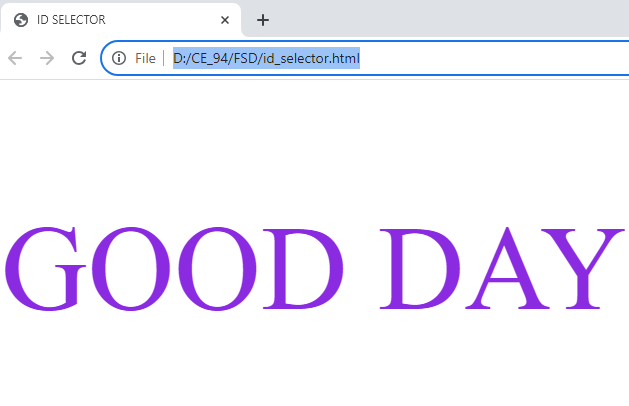 ID SELECTOR
File
D:/CE_94/FSD/id_selector.html
GOOD DAY